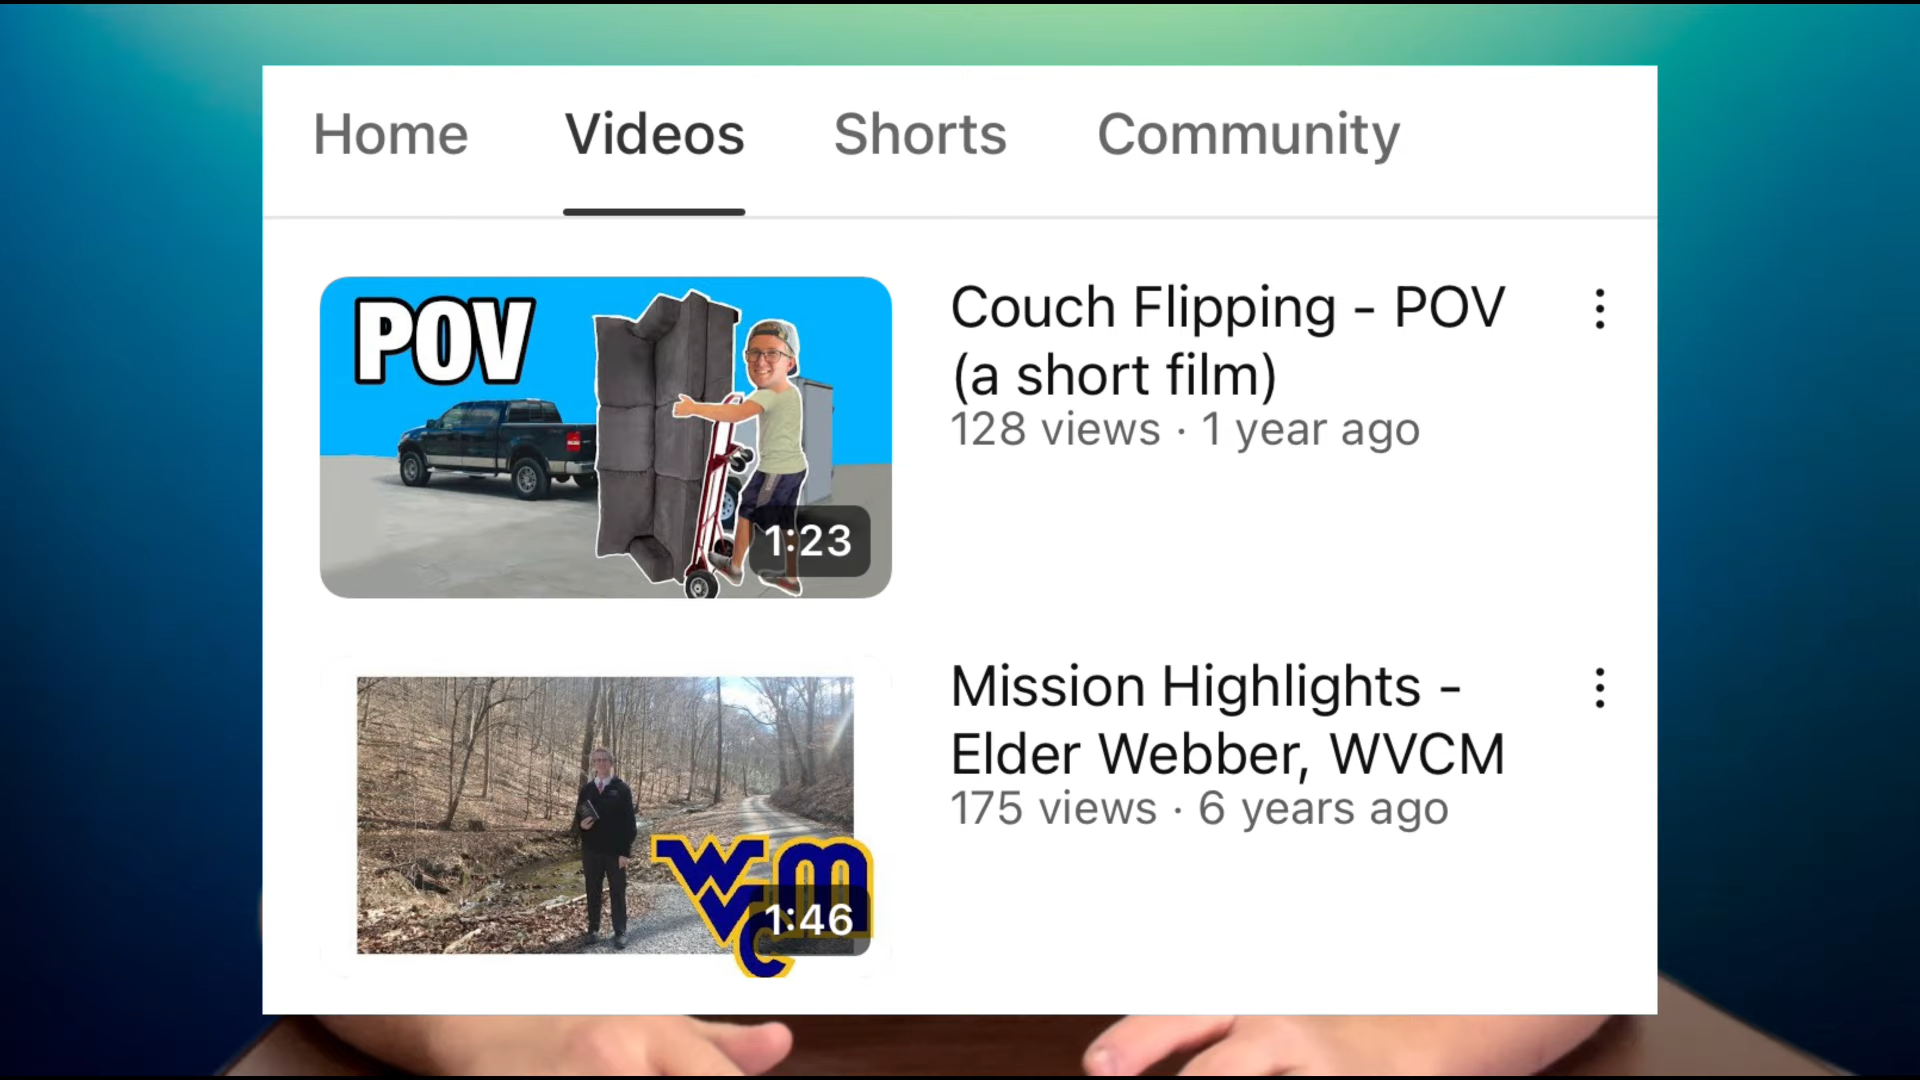 Home Videos Shorts Community
POV
1:23
Couch Flipping - POV
(a short film)
128 views · 1 year ago
WVCM
1:46
Mission Highlights -
Elder Webber, WVCM
175 views · 6 years ago